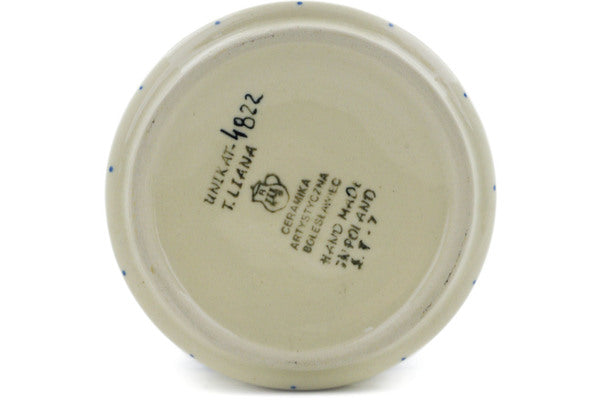 UNIKAT-4822
T. LIANA
CERAMIKA
ARTYSTYCZNA
BOLESŁAWIEC
HAND MADE
IN POLAND